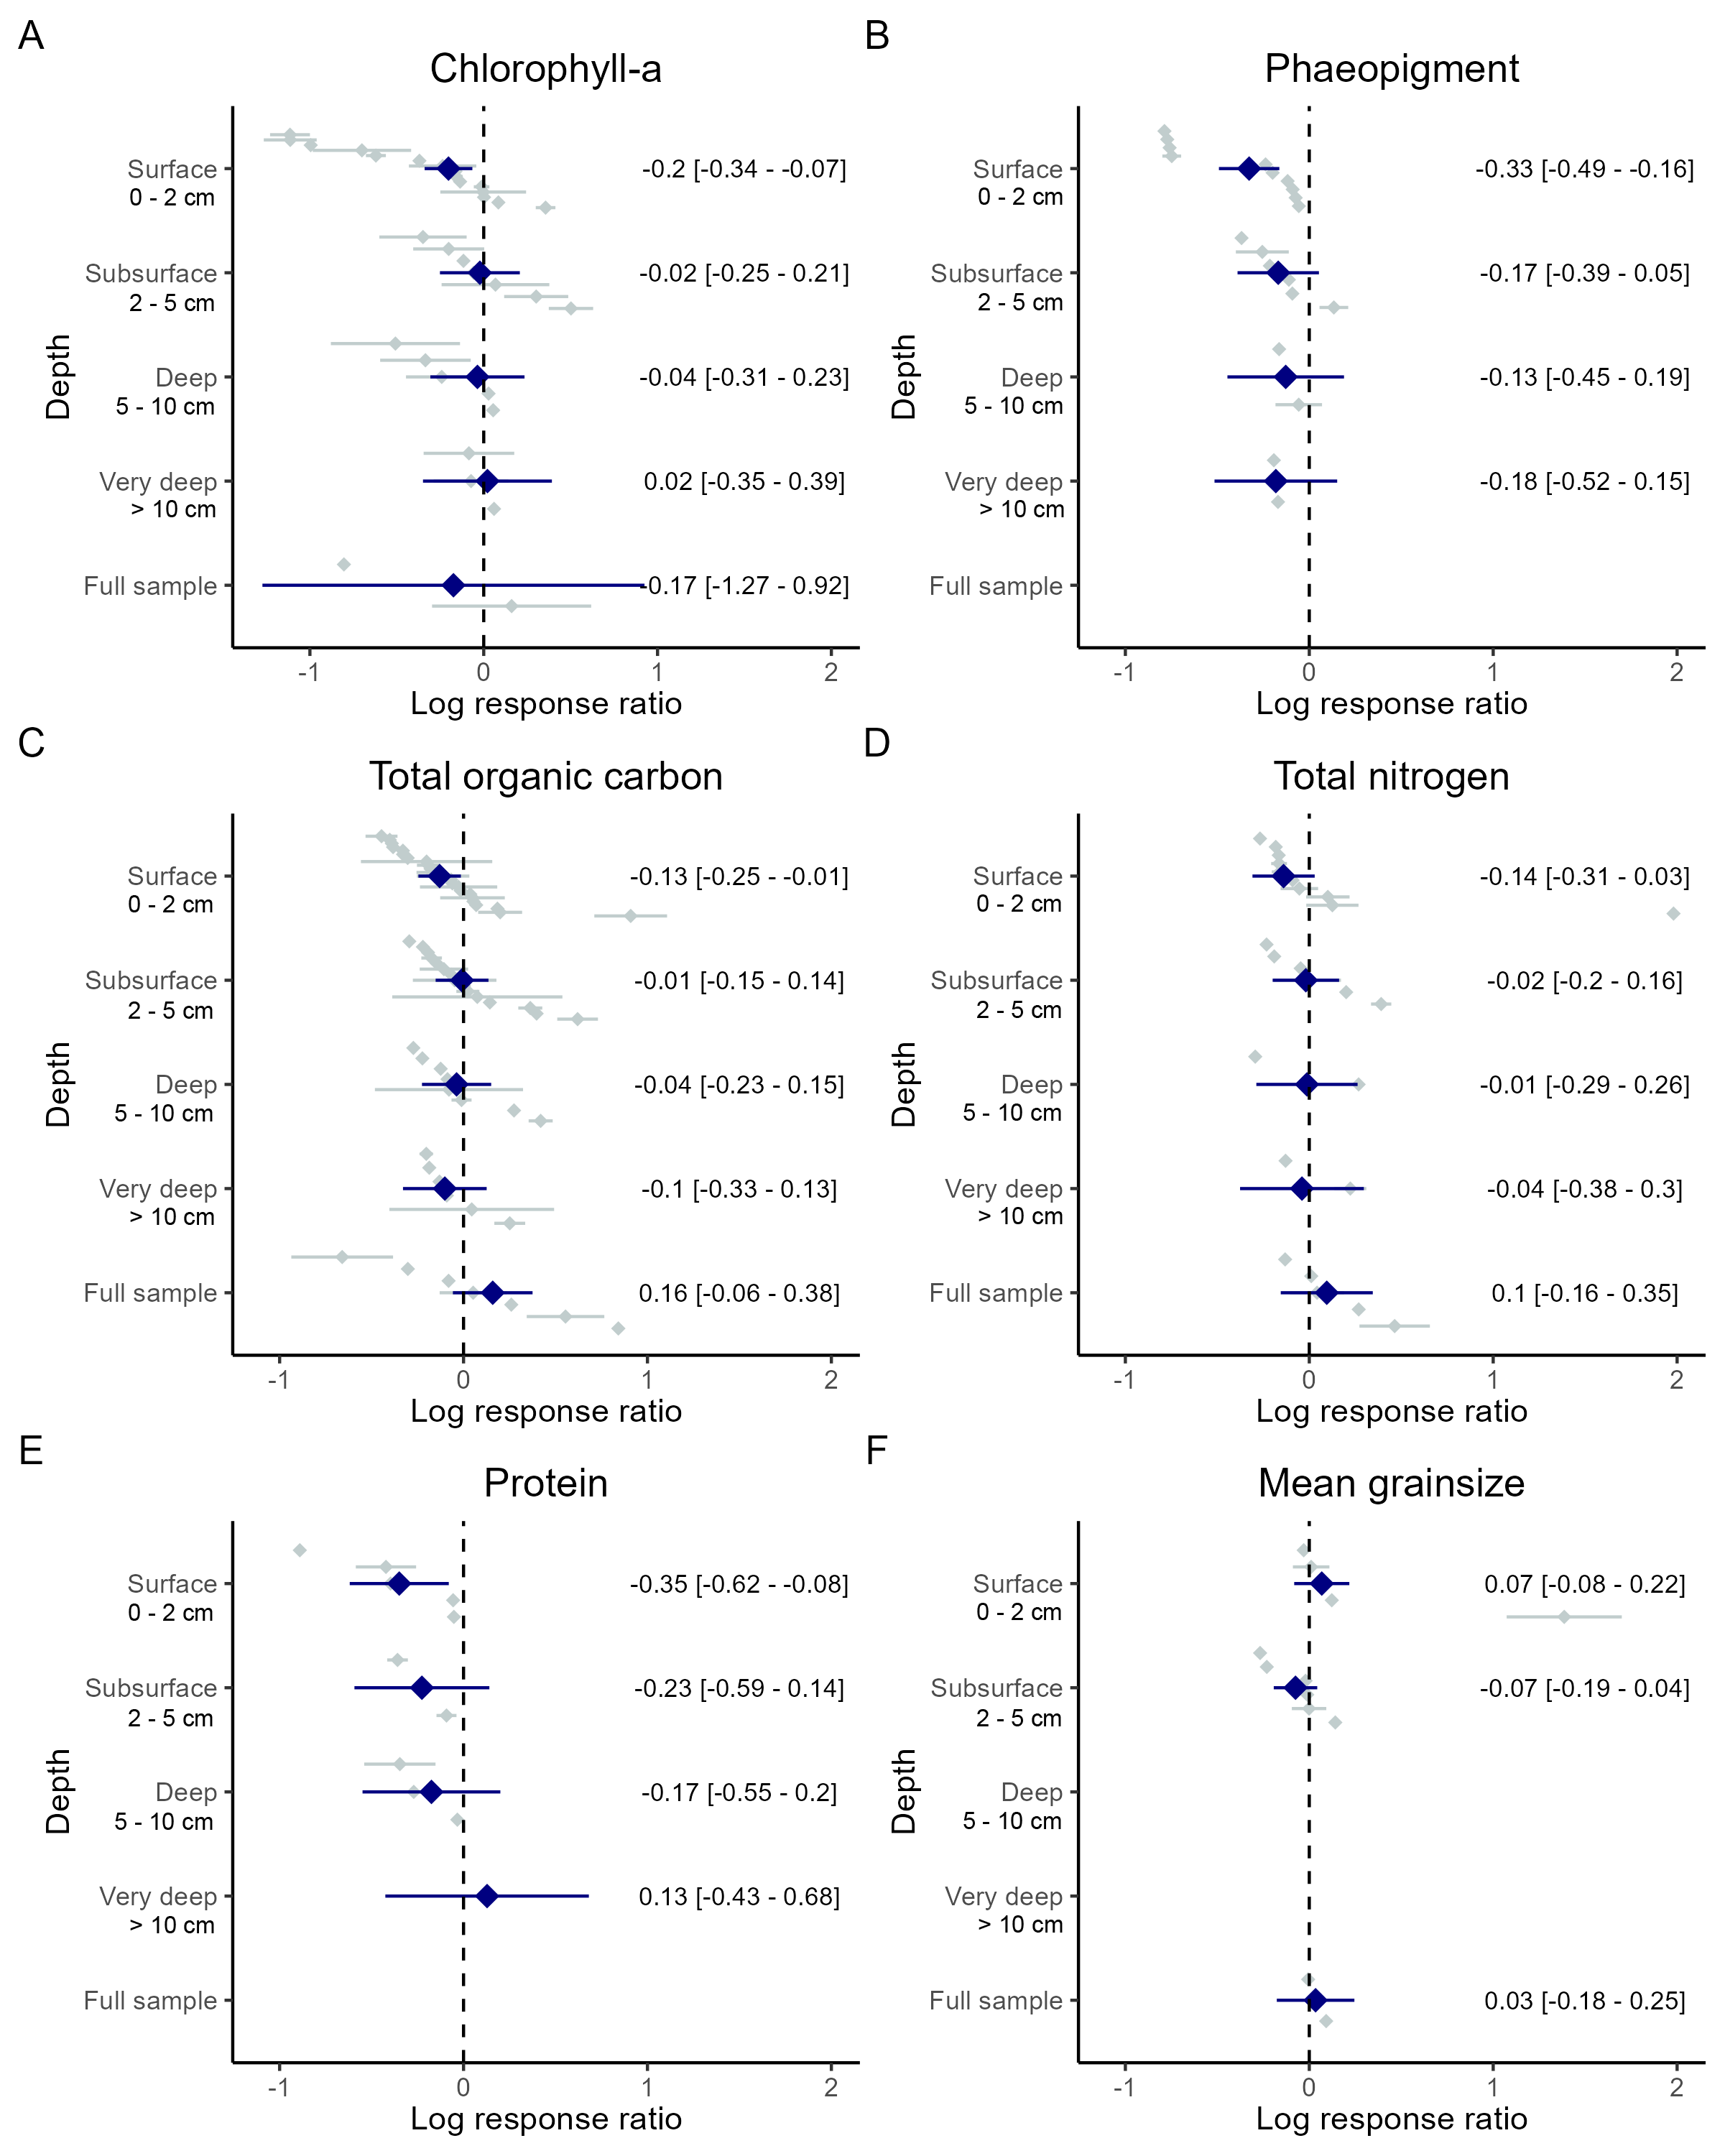 A
Chlorophyll-a
Depth
Surface
0 - 2 cm
-0.2 [-0.34 - -0.07]
Subsurface
2 - 5 cm
-0.02 [-0.25 - 0.21]
Deep
5 - 10 cm
-0.04 [-0.31 - 0.23]
Very deep
> 10 cm
0.02 [-0.35 - 0.39]
Full sample
-0.17 [-1.27 - 0.92]
-1 0 1 2
Log response ratio
B
Phaeopigment
Depth
Surface
0 - 2 cm
-0.33 [-0.49 - -0.16]
Subsurface
2 - 5 cm
-0.17 [-0.39 - 0.05]
Deep
5 - 10 cm
-0.13 [-0.45 - 0.19]
Very deep
> 10 cm
-0.18 [-0.52 - 0.15]
Full sample
-1 0 1 2
Log response ratio
C
Total organic carbon
Depth
Surface
0 - 2 cm
-0.13 [-0.25 - -0.01]
Subsurface
2 - 5 cm
-0.01 [-0.15 - 0.14]
Deep
5 - 10 cm
-0.04 [-0.23 - 0.15]
Very deep
> 10 cm
-0.1 [-0.33 - 0.13]
Full sample
0.16 [-0.06 - 0.38]
-1 0 1 2
Log response ratio
D
Total nitrogen
Depth
Surface
0 - 2 cm
-0.14 [-0.31 - 0.03]
Subsurface
2 - 5 cm
-0.02 [-0.2 - 0.16]
Deep
5 - 10 cm
-0.01 [-0.29 - 0.26]
Very deep
> 10 cm
-0.04 [-0.38 - 0.3]
Full sample
0.1 [-0.16 - 0.35]
-1 0 1 2
Log response ratio
E
Protein
Depth
Surface
0 - 2 cm
-0.35 [-0.62 - -0.08]
Subsurface
2 - 5 cm
-0.23 [-0.59 - 0.14]
Deep
5 - 10 cm
-0.17 [-0.55 - 0.2]
Very deep
> 10 cm
0.13 [-0.43 - 0.68]
Full sample
-1 0 1 2
Log response ratio
F
Mean grainsize
Depth
Surface
0 - 2 cm
0.07 [-0.08 - 0.22]
Subsurface
2 - 5 cm
-0.07 [-0.19 - 0.04]
Deep
5 - 10 cm
Very deep
> 10 cm
Full sample
0.03 [-0.18 - 0.25]
-1 0 1 2
Log response ratio